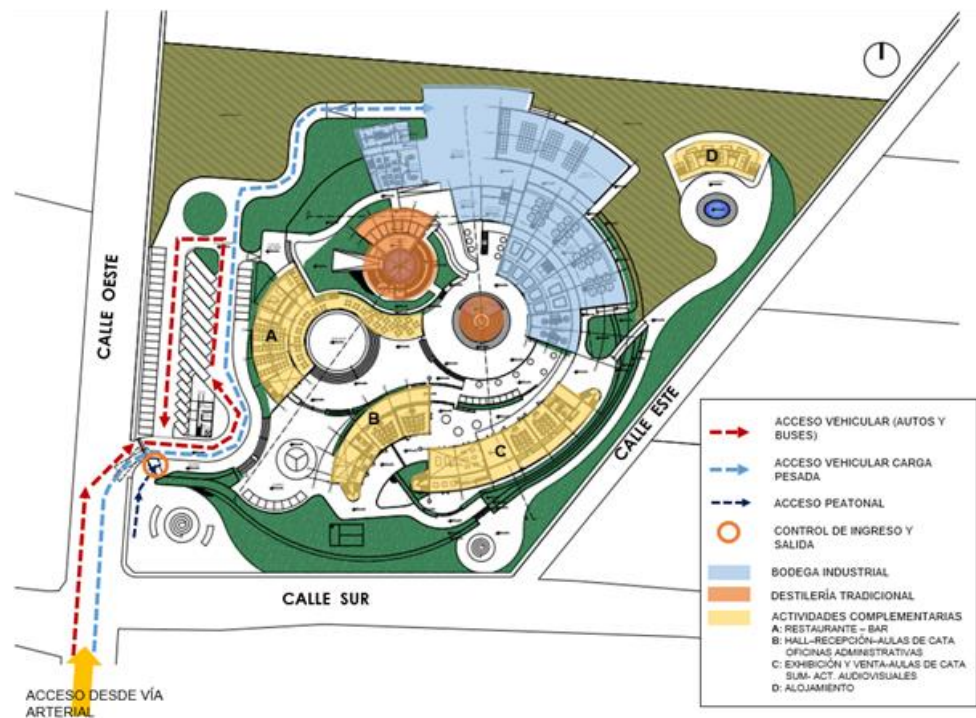 CALLE OESTE
A
B
C
D
CALLE ESTE
CALLE SUR
ACCESO DESDE VÍA
ARTERIAL
ACCESO VEHICULAR (AUTOS Y
BUSES)
ACCESO VEHICULAR CARGA
PESADA
ACCESO PEATONAL
CONTROL DE INGRESO Y
SALIDA
BODEGA INDUSTRIAL
DESTILERÍA TRADICIONAL
ACTIVIDADES COMPLEMENTARIAS
A: RESTAURANTE – BAR
B: HALL–RECEPCIÓN–AULAS DE CATA
OFICINAS ADMINISTRATIVAS
C: EXHIBICIÓN Y VENTA-AULAS DE CATA
SUM- ACT. AUDIOVISUALES
D: ALOJAMIENTO